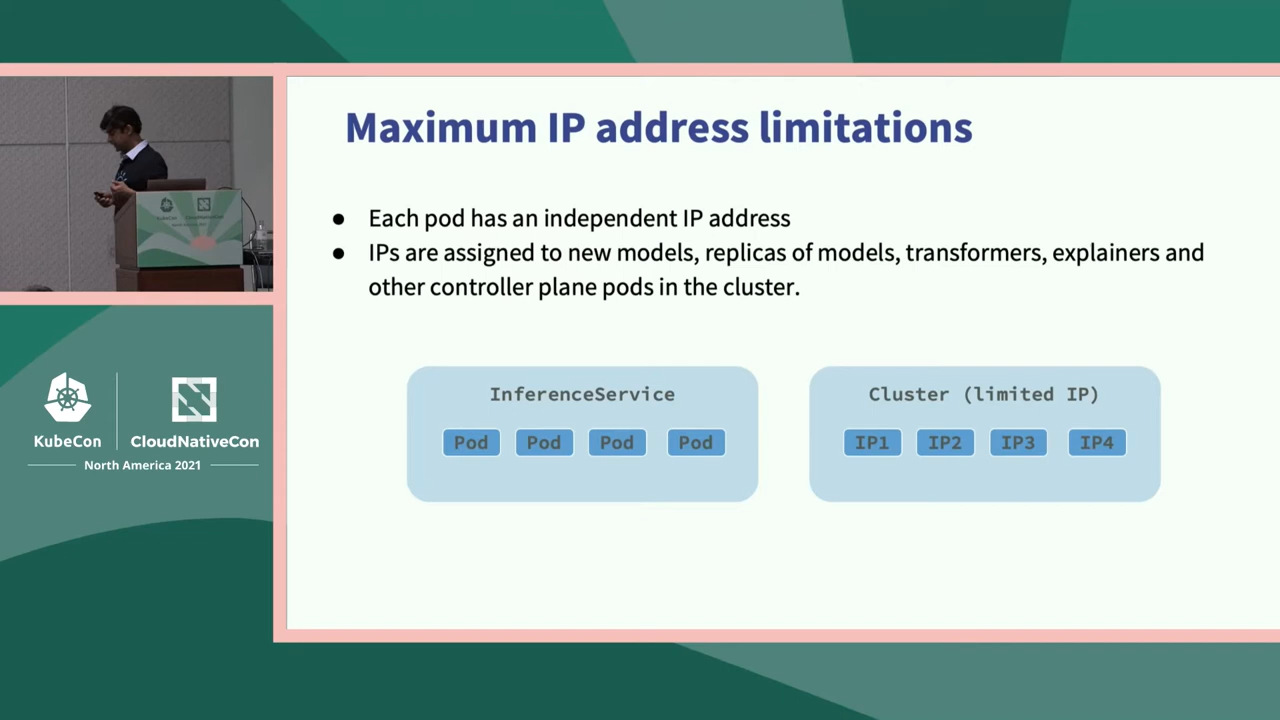 Maximum IP address limitations
● Each pod has an independent IP address
● IPs are assigned to new models, replicas of models, transformers, explainers and
other controller plane pods in the cluster.
InferenceService
Pod Pod Pod Pod
Cluster (limited IP)
IP1 IP2 IP3 IP4
KubeCon CloudNativeCon
North America 2021